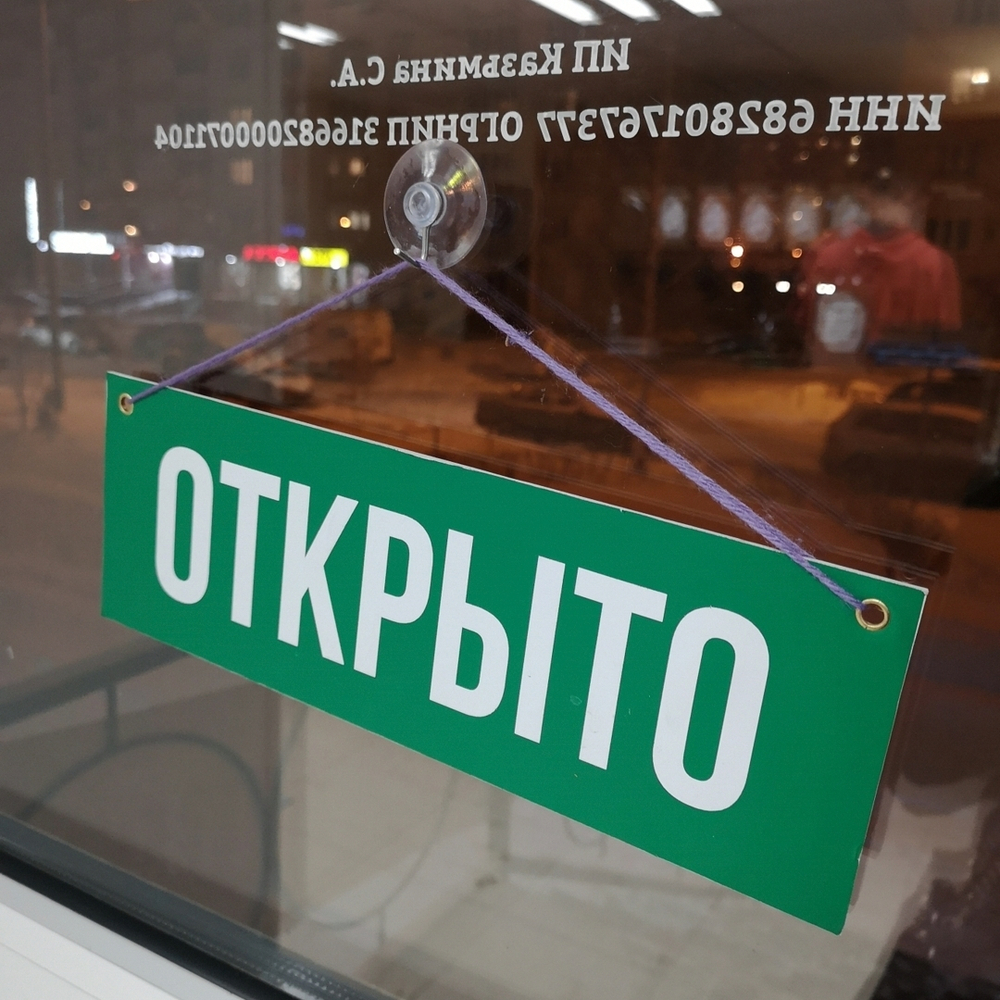 ИП Казьмина С.А.
ИНН 682801767377 ОГРНИП 316682000071104
ОТКРЫТО